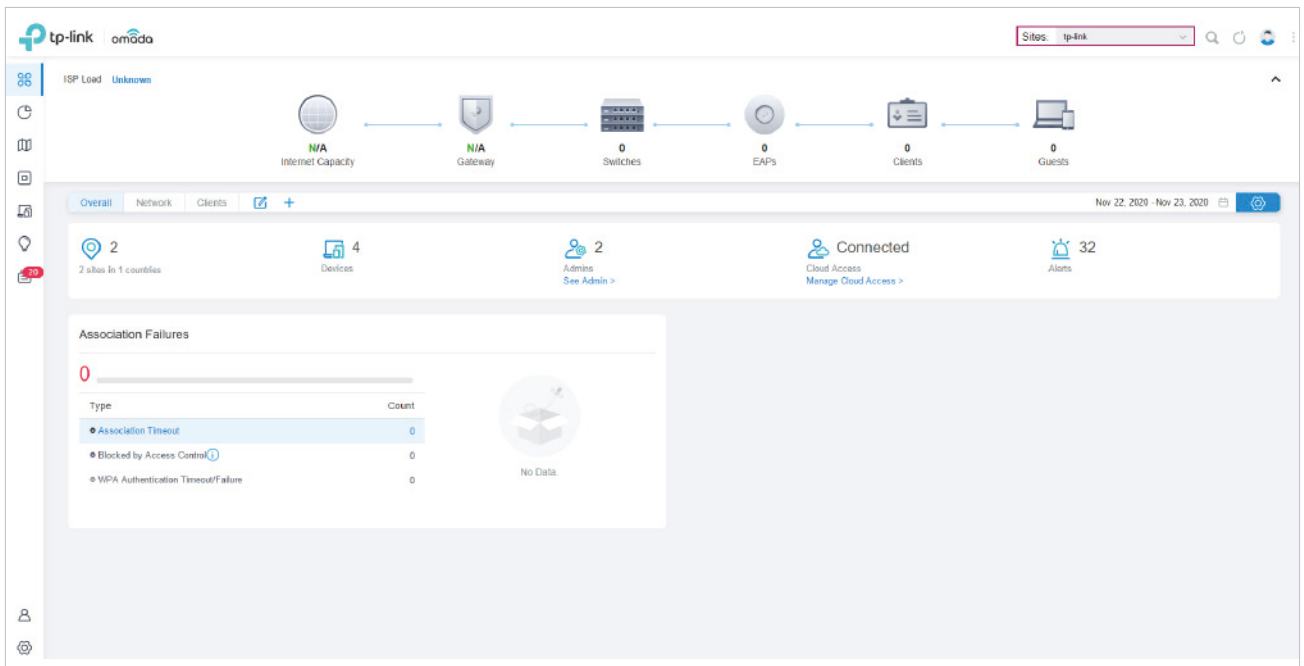 tp-link omada
Sites: tp-link
ISP Load Unknown
N/A
Internet Capacity
N/A
Gateway
0
Switches
0
EAPs
0
Clients
0
Guests
Overall Network Clients
Nov 22, 2020 - Nov 23, 2020
2
2 sites in 1 countries
4
Devices
2
Admins
See Admin >
Connected
Cloud Access
Manage Cloud Access >
32
Alerts
20
Association Failures
0
Type Count
Association Timeout 0
Blocked by Access Control 0
WPA Authentication Timeout/Failure 0
No Data.